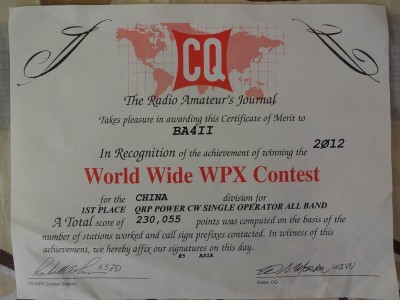 CQ
The Radio Amateur's Journal
Takes pleasure in awarding this Certificate of Merit to
BA4II
In Recognition of the achievement of winning the 2012
World Wide WPX Contest
for the CHINA division for
1ST PLACE QRP POWER CW SINGLE OPERATOR ALL BAND
A Total score of 230,055 points was computed on the basis of the
number of stations worked and call sign prefixes contacted. In witness of this
achievement, we hereby affix our signatures on this day.
#5 ASIA
K5ZD W2VU
CQ WPX Contest Director Editor, CQ